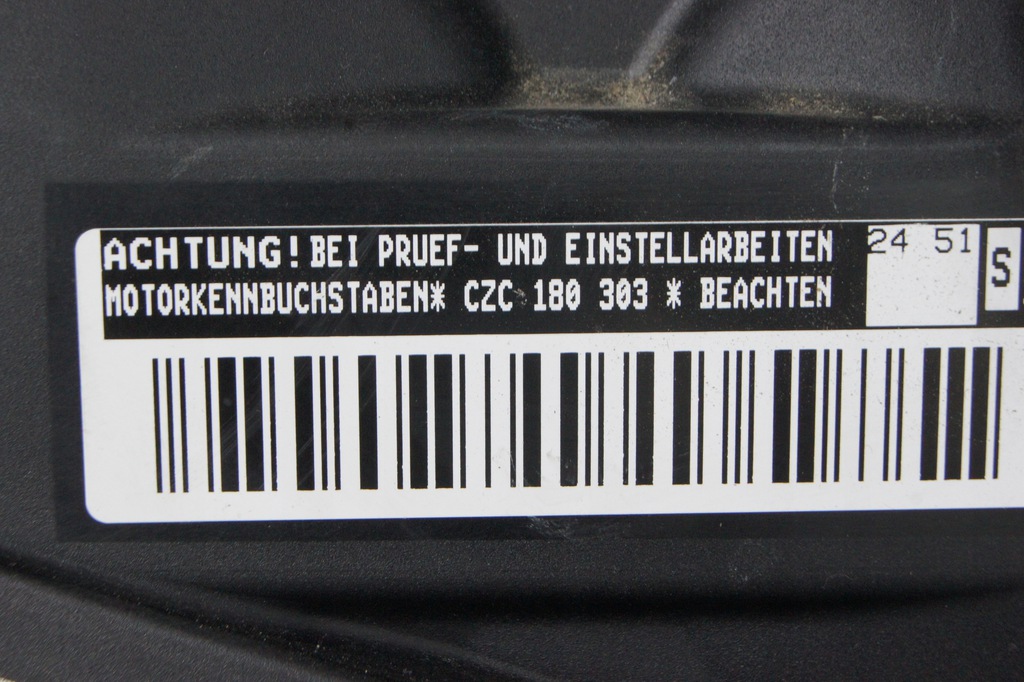 ACHTUNG! BEI PRUEF- UND EINSTELLARBEITEN 24 51 S
MOTORKENNBUCHSTABEN* CZC 180 303 * BEACHTEN